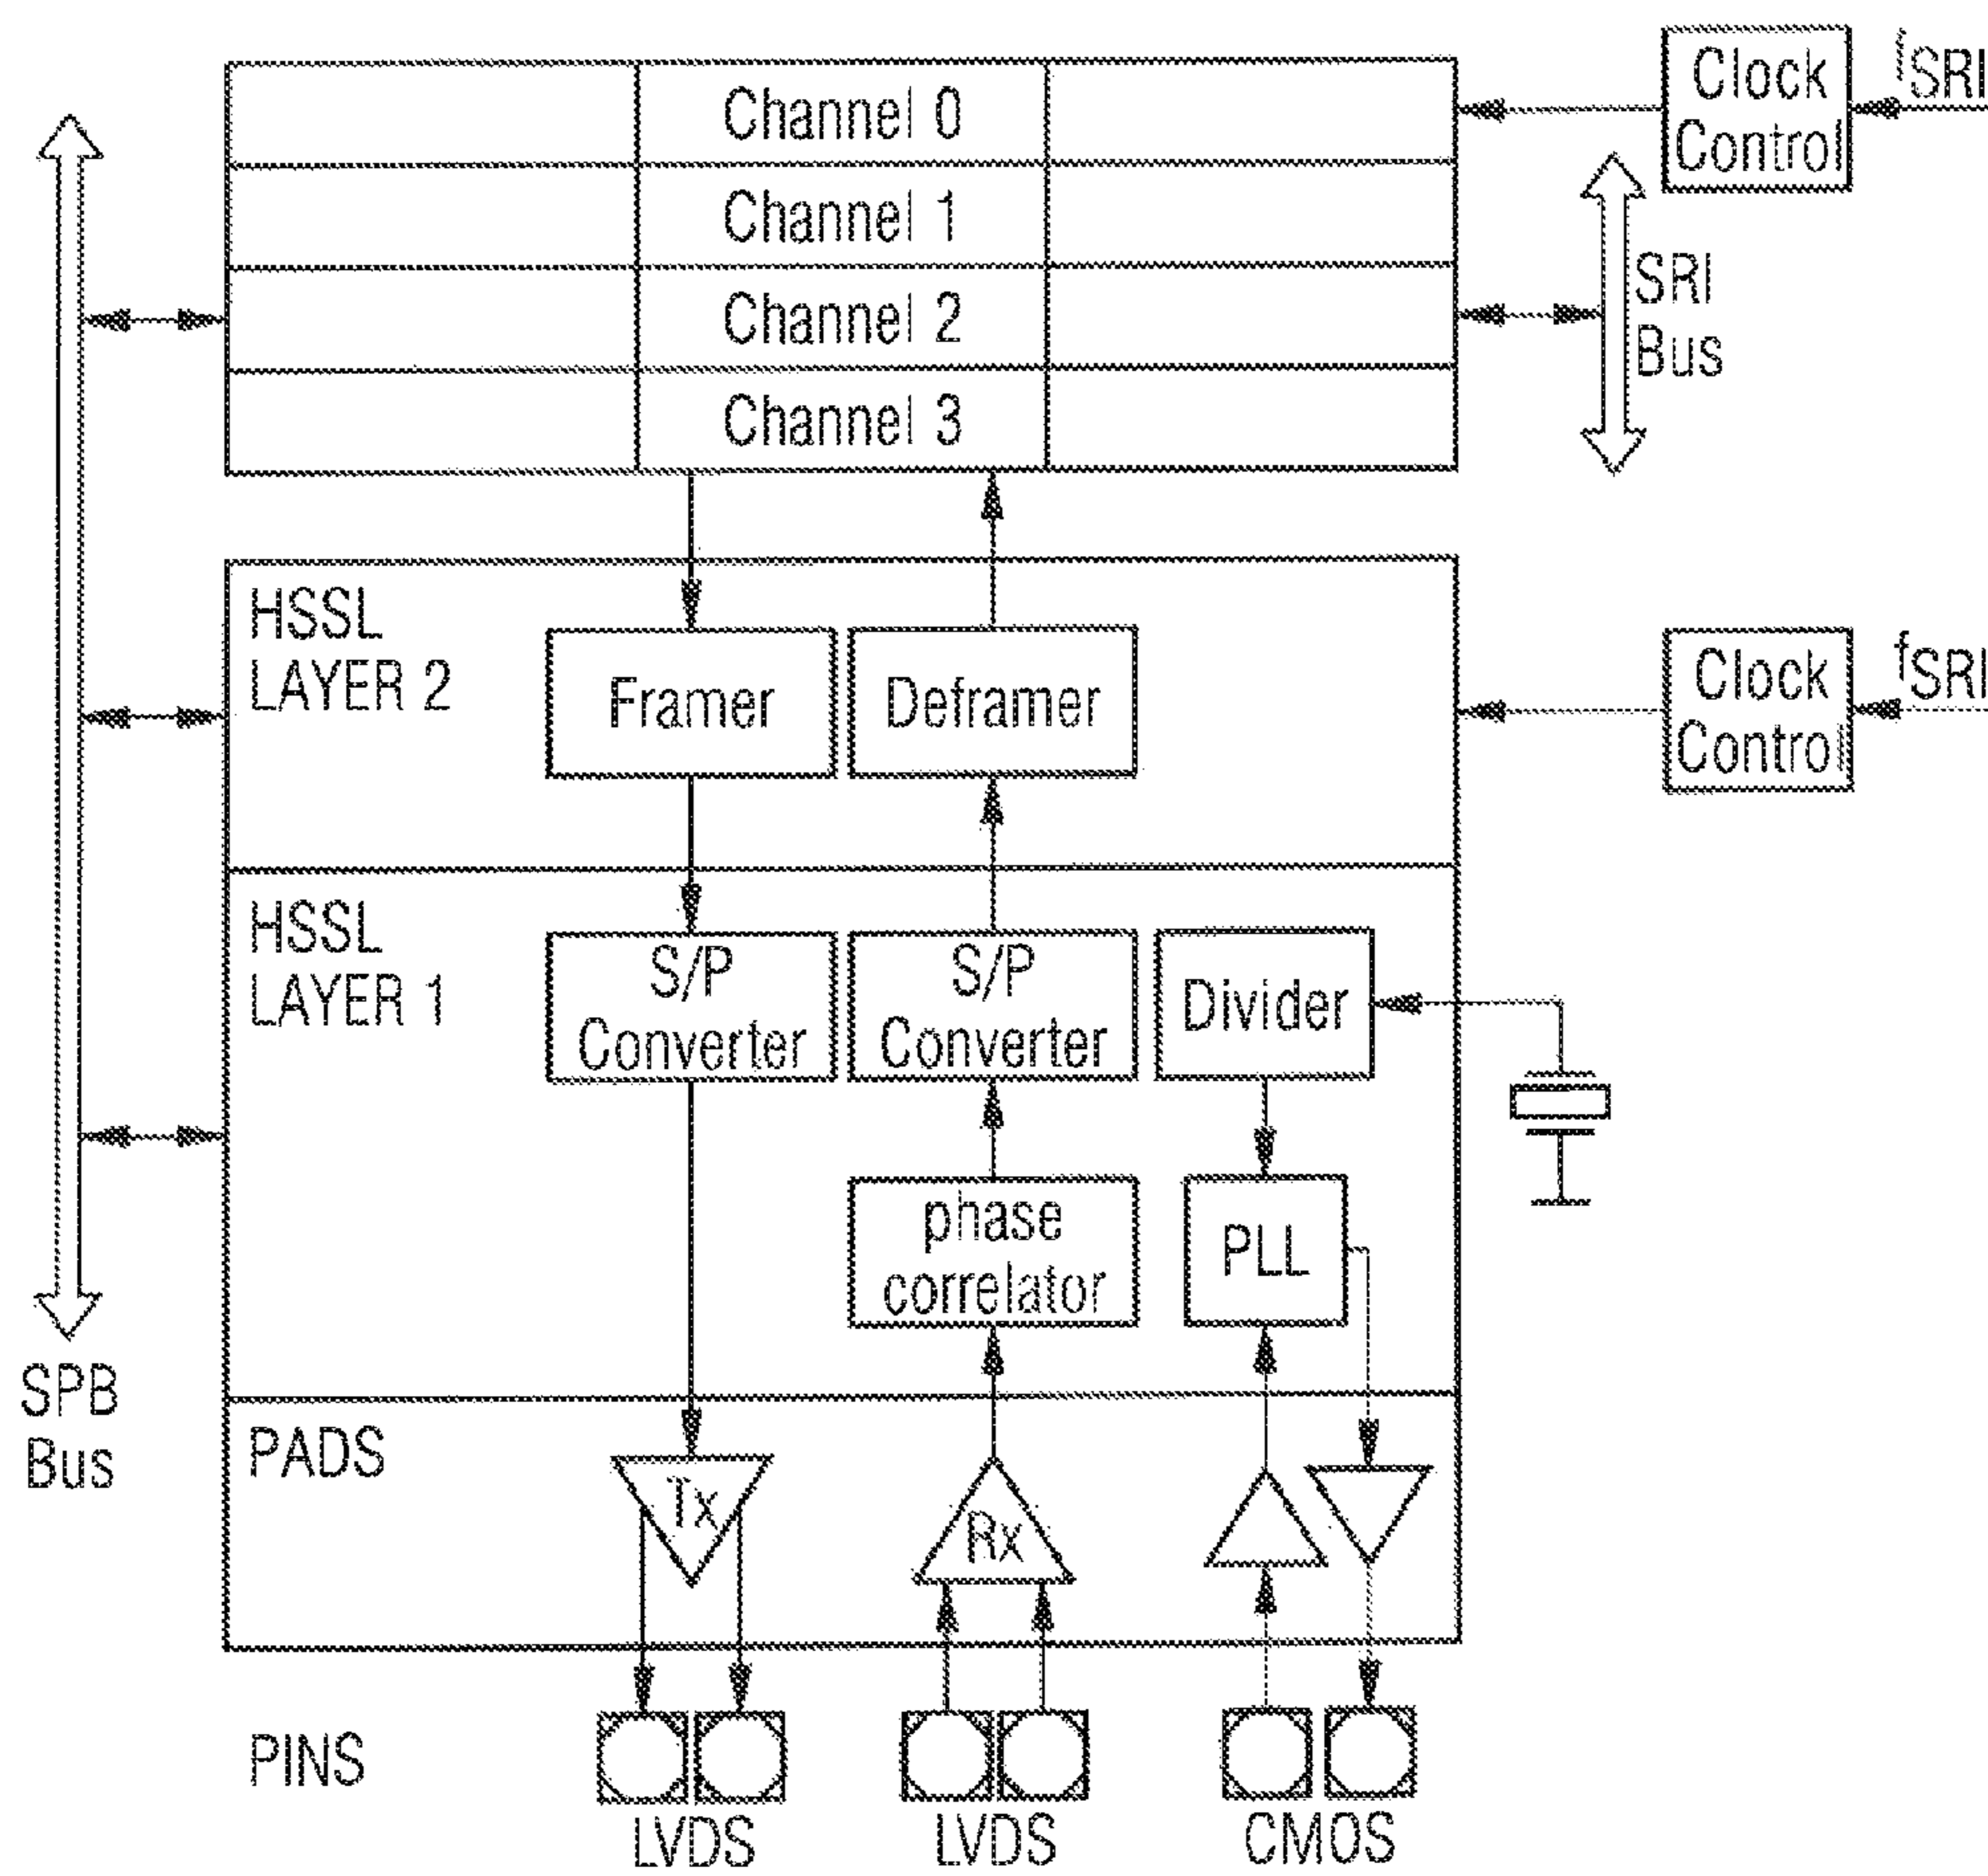 Channel 0
Channel 1
Channel 2
Channel 3
Clock
Control
fSRI
SRI
Bus
HSSL
LAYER 2
Framer
Deframer
Clock
Control
fSRI
HSSL
LAYER 1
S/P
Converter
S/P
Converter
Divider
phase
correlator
PLL
SPB
Bus
PADS
Tx
Rx
PINS
LVDS
LVDS
CMOS